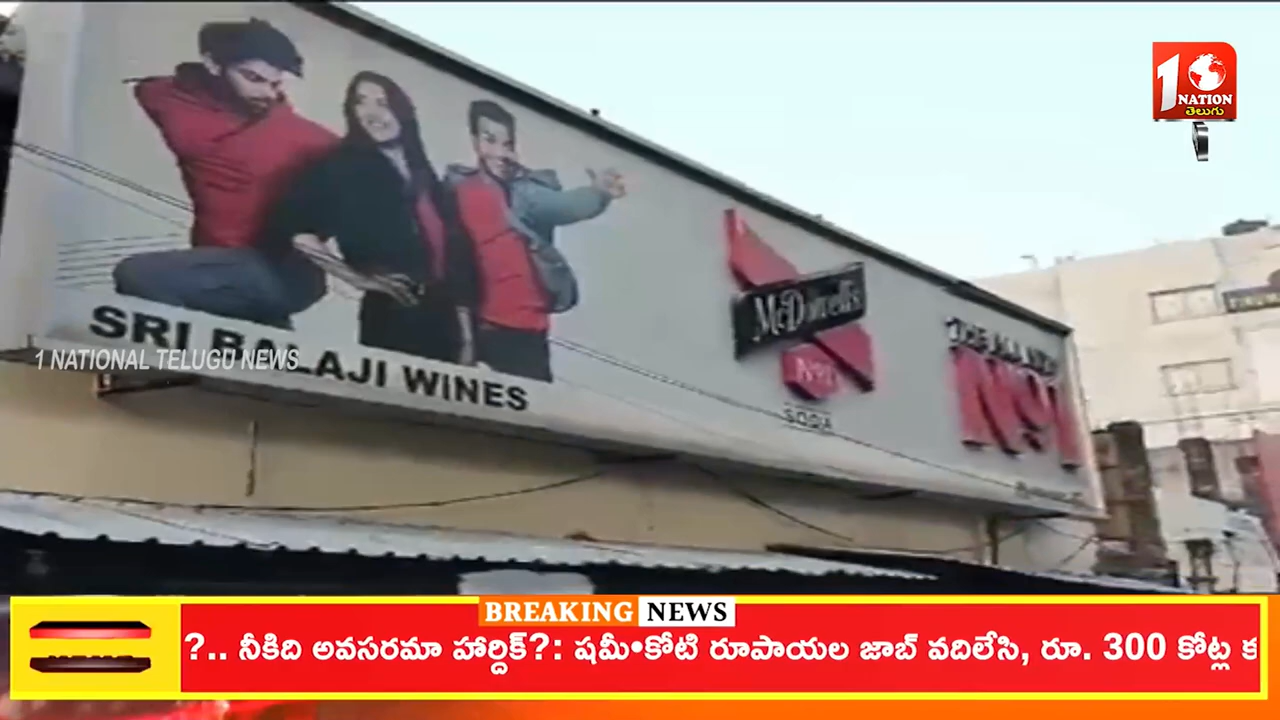 1
NATION
తెలుగు
McDowell's
Nº1
SODA
Nº1
SRI BALAJI WINES
1 NATIONAL TELUGU NEWS
BREAKING NEWS
?.. నీకిది అవసరమా హార్దిక్?: షమీ•కోటి రూపాయల జాబ్ వదిలేసి, రూ. 300 కోట్ల క